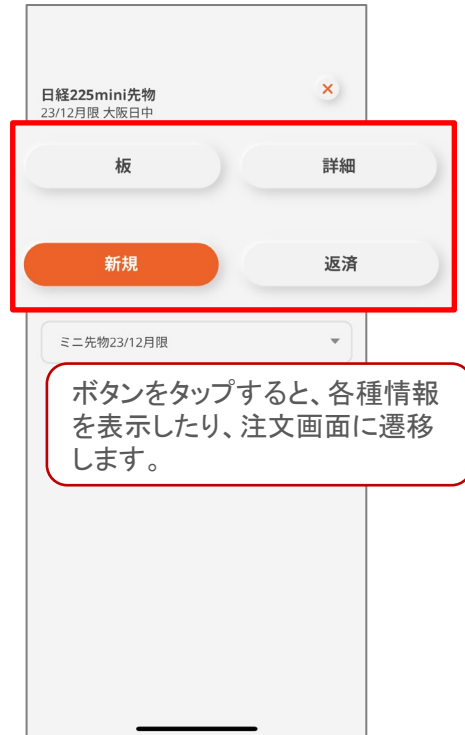 日経225mini先物
23/12月限 大阪日中
×
板
詳細
新規
返済
ミニ先物23/12月限
ボタンをタップすると、各種情報
を表示したり、注文画面に遷移
します。